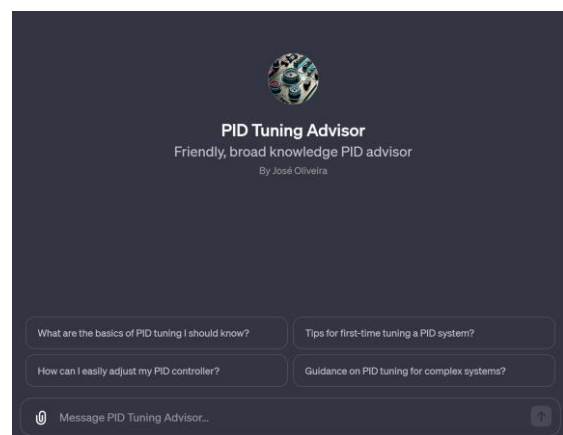 PID Tuning Advisor
Friendly, broad knowledge PID advisor
By José Oliveira
What are the basics of PID tuning I should know?
Tips for first-time tuning a PID system?
How can I easily adjust my PID controller?
Guidance on PID tuning for complex systems?
Message PID Tuning Advisor...